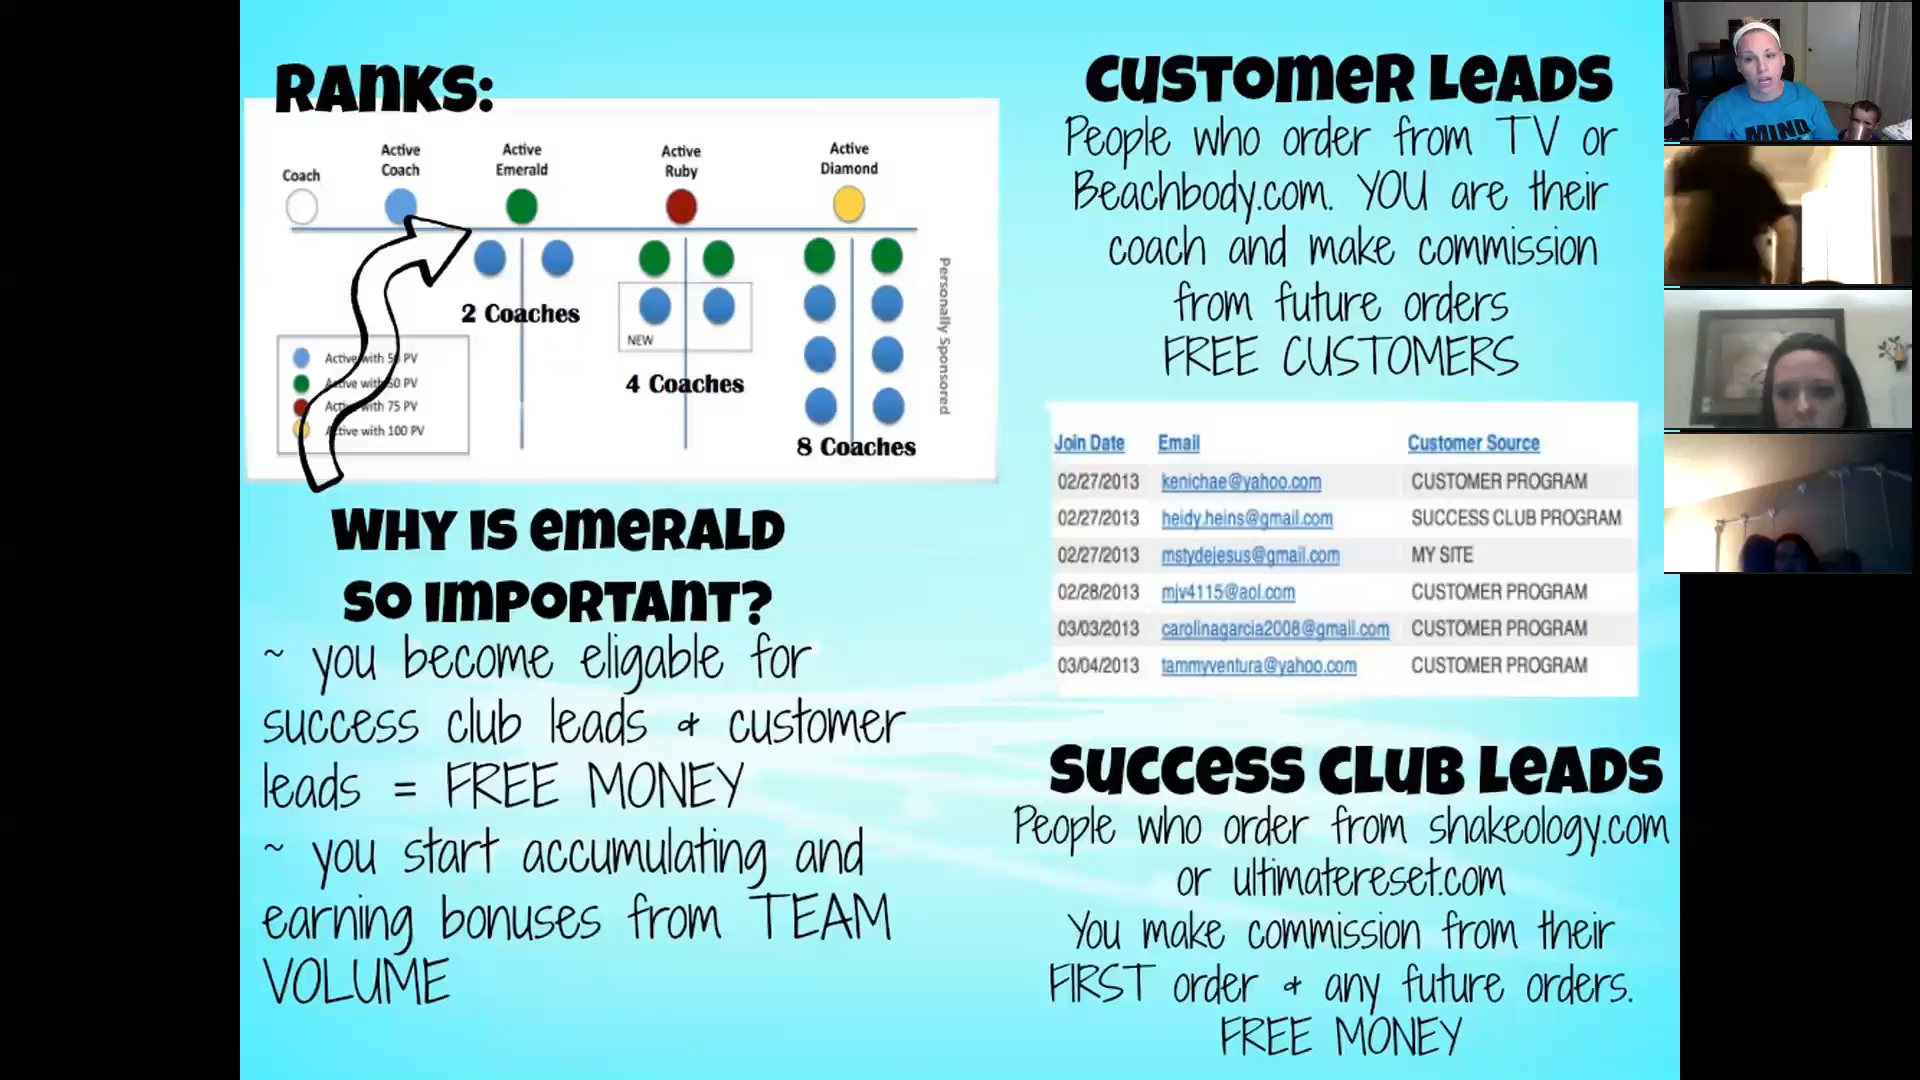 RANKS:
Coach
Active
Coach
Active
Emerald
Active
Ruby
Active
Diamond
2 Coaches
NEW
4 Coaches
8 Coaches
Personally Sponsored
Active with 50 PV
Active with 50 PV
Active with 75 PV
Active with 100 PV
WHY IS EMERALD
SO IMPORTANT?
~ you become eligable for
success club leads & customer
leads = FREE MONEY
~ you start accumulating and
earning bonuses from TEAM
VOLUME
CUSTOMER LEADS
People who order from TV or
Beachbody.com. YOU are their
coach and make commission
from future orders
FREE CUSTOMERS
Join Date Email Customer Source
02/27/2013 kenichae@yahoo.com CUSTOMER PROGRAM
02/27/2013 heidy.heins@gmail.com SUCCESS CLUB PROGRAM
02/27/2013 mstydejesus@gmail.com MY SITE
02/28/2013 mjv4115@aol.com CUSTOMER PROGRAM
03/03/2013 carolinagarcia2008@gmail.com CUSTOMER PROGRAM
03/04/2013 tammyventura@yahoo.com CUSTOMER PROGRAM
SUCCESS CLUB LEADS
People who order from shakeology.com
or ultimatereset.com
You make commission from their
FIRST order & any future orders.
FREE MONEY
MIND